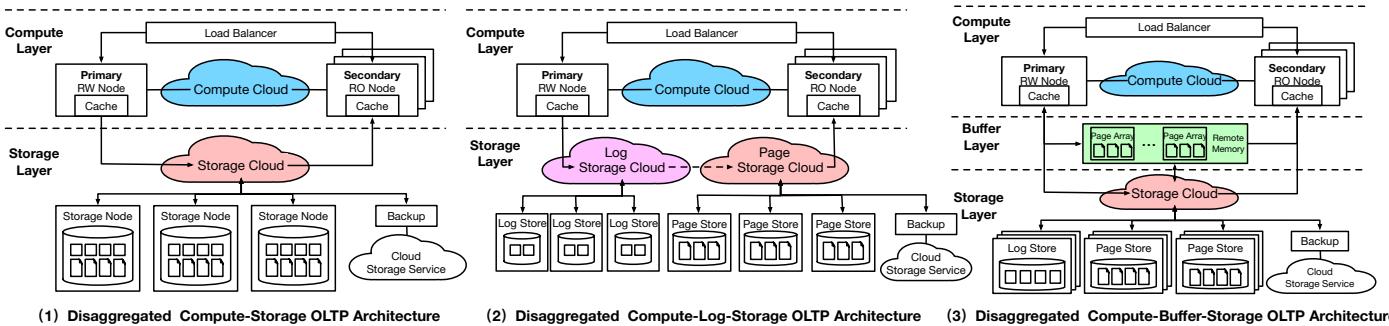 Compute
Layer
Load Balancer
Primary
RW Node
Cache
Compute Cloud
Secondary
RO Node
Cache
Storage
Layer
Storage Cloud
Storage Node
Storage Node
Storage Node
Backup
Cloud
Storage Service
(1) Disaggregated Compute-Storage OLTP Architecture
Compute
Layer
Load Balancer
Primary
RW Node
Cache
Compute Cloud
Secondary
RO Node
Cache
Storage
Layer
Log
Storage Cloud
Page
Storage Cloud
Log Store
Log Store
Log Store
Page Store
Page Store
Page Store
Backup
Cloud
Storage Service
(2) Disaggregated Compute-Log-Storage OLTP Architecture
Compute
Layer
Load Balancer
Primary
RW Node
Cache
Compute Cloud
Secondary
RO Node
Cache
Buffer
Layer
Page Array
...
Page Array
Remote
Memory
Storage
Layer
Storage Cloud
Log Store
Page Store
Page Store
Backup
Cloud
Storage Service
(3) Disaggregated Compute-Buffer-Storage OLTP Architecture